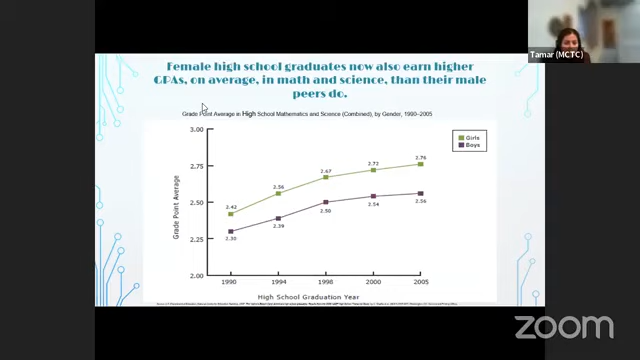 Female high school graduates now also earn higher
GPAs, on average, in math and science, than their male
peers do.
Tamar (MCTC)
Grade Point Average in High School Mathematics and Science (Combined), by Gender, 1990–2005
Girls
Boys
Grade Point Average
3.00
2.75
2.50
2.25
2.00
2.42
2.56
2.67
2.72
2.76
2.30
2.39
2.50
2.54
2.56
1990
1994
1998
2000
2005
High School Graduation Year
zoom